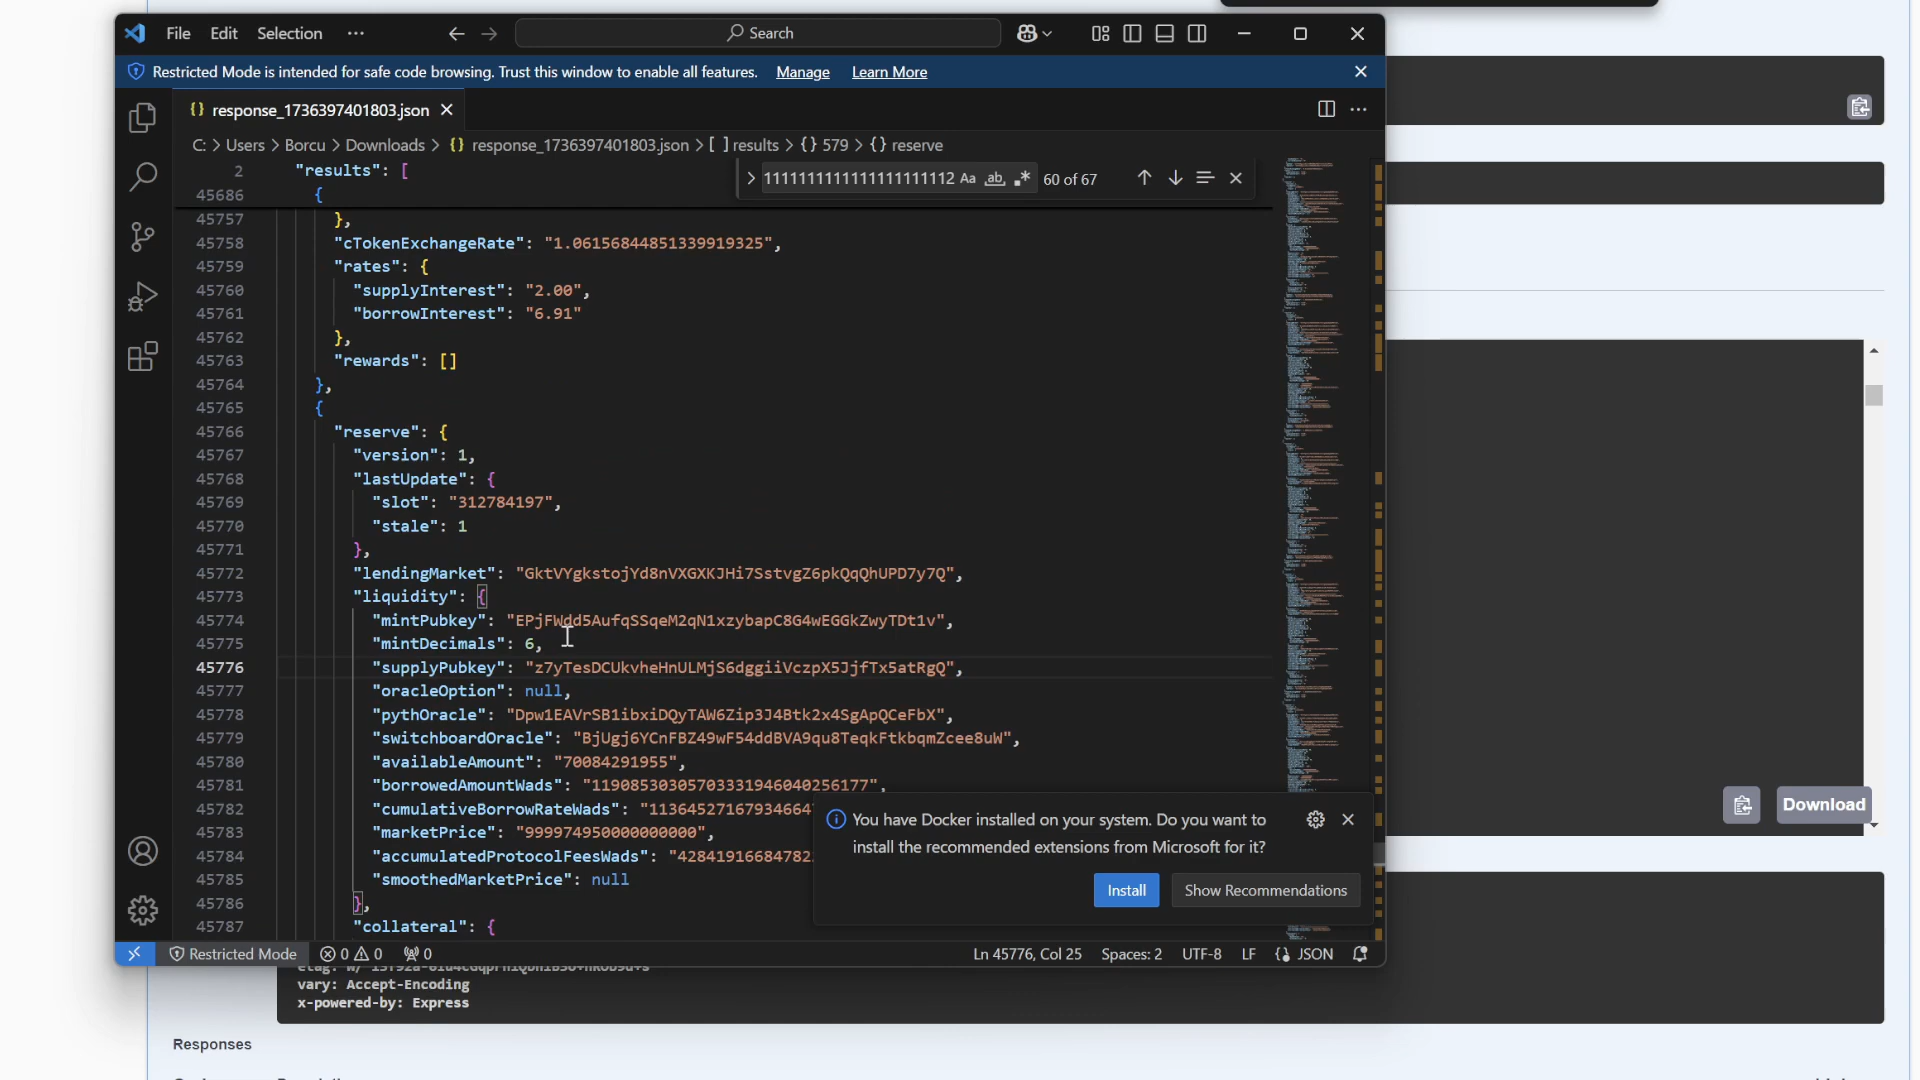 File Edit Selection ··· Search
Restricted Mode is intended for safe code browsing. Trust this window to enable all features. Manage Learn More
{} response_1736397401803.json
C: > Users > Borcu > Downloads > {} response_1736397401803.json > [ ] results > {} 579 > {} reserve
1111111111111111111112 Aa ab 60 of 67
2 "results": [
45686 {
45757 },
45758 "cTokenExchangeRate": "1.06156844851339919325",
45759 "rates": {
45760 "supplyInterest": "2.00",
45761 "borrowInterest": "6.91"
45762 },
45763 "rewards": []
45764 },
45765 {
45766 "reserve": {
45767 "version": 1,
45768 "lastUpdate": {
45769 "slot": "312784197",
45770 "stale": 1
45771 },
45772 "lendingMarket": "GktVYgkstojYd8nVXGXKJHi7SstvgZ6pkQqQhUPD7y7Q",
45773 "liquidity": {
45774 "mintPubkey": "EPjFWdd5AufqSSqeM2qN1xzybapC8G4wEGGkZwyTDt1v",
45775 "mintDecimals": 6,
45776 "supplyPubkey": "z7yTesDCUkvheHnULMjS6dggiiVczpX5JjfTx5atRgQ",
45777 "oracleOption": null,
45778 "pythOracle": "Dpw1EAVrSB1ibxiDQyTAW6Zip3J4Btk2x4SgApQCeFbX",
45779 "switchboardOracle": "BjUgj6YCnFBZ49wF54ddBVA9qu8TeqkFtkbqmZcee8uW",
45780 "availableAmount": "70084291955",
45781 "borrowedAmountWads": "119085303057033319460402561​77",
45782 "cumulativeBorrowRateWads": "11364527167934664
45783 "marketPrice": "999974950000000000",
45784 "accumulatedProtocolFeesWads": "42841916684782
45785 "smoothedMarketPrice": null
45786 },
45787 "collateral": {
You have Docker installed on your system. Do you want to
install the recommended extensions from Microsoft for it?
Install Show Recommendations
Restricted Mode 0 0 0 Ln 45776, Col 25 Spaces: 2 UTF-8 LF {} JSON
Download
vary: Accept-Encoding
x-powered-by: Express
Responses